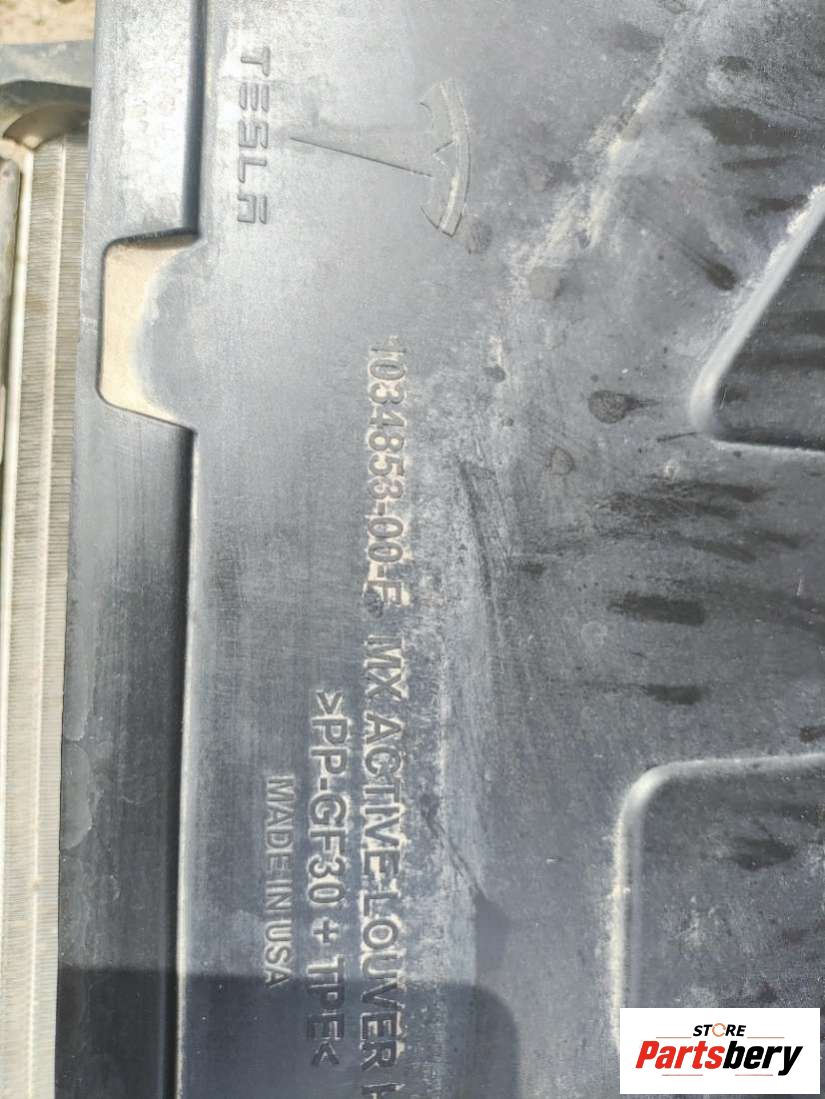 TESLA
1034853-00-F MX ACTIVE LOUVER
>PP-GF30 + TPE<
MADE IN USA
STORE
Partsbery